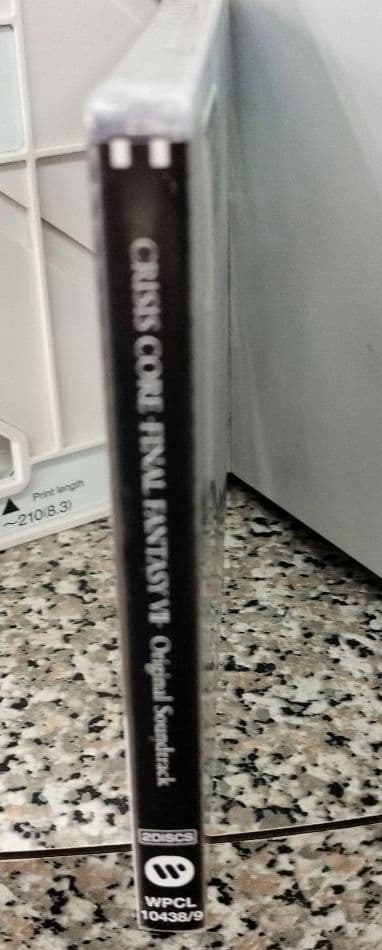 CRISIS CORE -FINAL FANTASY VII- Original Soundtrack
2DISCS
WPCL
10438/9
Print length
~210(8.3)